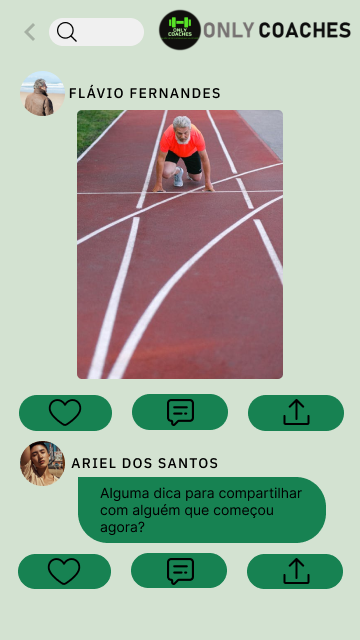 ONLY COACHES
ONLY COACHES
FLÁVIO FERNANDES
ARIEL DOS SANTOS
Alguma dica para compartilhar
com alguém que começou
agora?